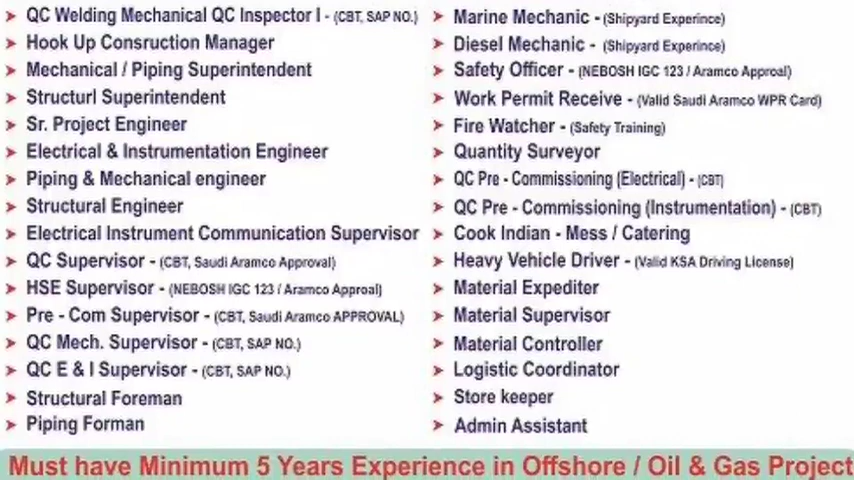 QC Welding Mechanical QC Inspector I - (CBT, SAP NO.)
Hook Up Consruction Manager
Mechanical / Piping Superintendent
Structurl Superintendent
Sr. Project Engineer
Electrical & Instrumentation Engineer
Piping & Mechanical engineer
Structural Engineer
Electrical Instrument Communication Supervisor
QC Supervisor - (CBT, Saudi Aramco Approval)
HSE Supervisor - (NEBOSH IGC 123 / Aramco Approal)
Pre - Com Supervisor - (CBT, Saudi Aramco APPROVAL)
QC Mech. Supervisor - (CBT, SAP NO.)
QC E & I Supervisor - (CBT, SAP NO.)
Structural Foreman
Piping Forman
Marine Mechanic - (Shipyard Experince)
Diesel Mechanic - (Shipyard Experince)
Safety Officer - (NEBOSH IGC 123 / Aramco Approal)
Work Permit Receive - (Valid Saudi Aramco WPR Card)
Fire Watcher - (Safety Training)
Quantity Surveyor
QC Pre - Commissioning (Electrical) - (CBT)
QC Pre - Commissioning (Instrumentation) - (CBT)
Cook Indian - Mess / Catering
Heavy Vehicle Driver - (Valid KSA Driving License)
Material Expediter
Material Supervisor
Material Controller
Logistic Coordinator
Store keeper
Admin Assistant
Must have Minimum 5 Years Experience in Offshore / Oil & Gas Project